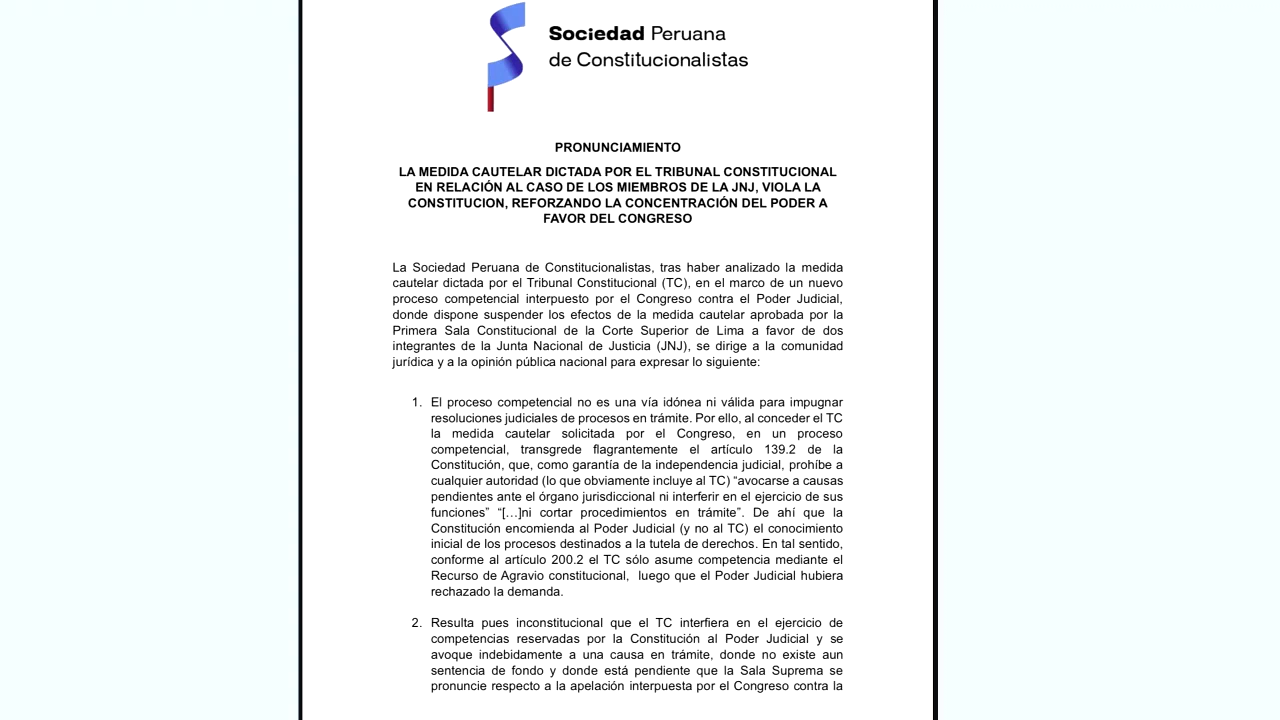 Sociedad Peruana
de Constitucionalistas
PRONUNCIAMIENTO
LA MEDIDA CAUTELAR DICTADA POR EL TRIBUNAL CONSTITUCIONAL
EN RELACIÓN AL CASO DE LOS MIEMBROS DE LA JNJ, VIOLA LA
CONSTITUCION, REFORZANDO LA CONCENTRACIÓN DEL PODER A
FAVOR DEL CONGRESO
La Sociedad Peruana de Constitucionalistas, tras haber analizado la medida
cautelar dictada por el Tribunal Constitucional (TC), en el marco de un nuevo
proceso competencial interpuesto por el Congreso contra el Poder Judicial,
donde dispone suspender los efectos de la medida cautelar aprobada por la
Primera Sala Constitucional de la Corte Superior de Lima a favor de dos
integrantes de la Junta Nacional de Justicia (JNJ), se dirige a la comunidad
jurídica y a la opinión pública nacional para expresar lo siguiente:
1. El proceso competencial no es una vía idónea ni válida para impugnar
resoluciones judiciales de procesos en trámite. Por ello, al conceder el TC
la medida cautelar solicitada por el Congreso, en un proceso
competencial, transgrede flagrantemente el artículo 139.2 de la
Constitución, que, como garantía de la independencia judicial, prohíbe a
cualquier autoridad (lo que obviamente incluye al TC) “avocarse a causas
pendientes ante el órgano jurisdiccional ni interferir en el ejercicio de sus
funciones” “[…]ni cortar procedimientos en trámite”. De ahí que la
Constitución encomienda al Poder Judicial (y no al TC) el conocimiento
inicial de los procesos destinados a la tutela de derechos. En tal sentido,
conforme al artículo 200.2 el TC sólo asume competencia mediante el
Recurso de Agravio constitucional, luego que el Poder Judicial hubiera
rechazado la demanda.
2. Resulta pues inconstitucional que el TC interfiera en el ejercicio de
competencias reservadas por la Constitución al Poder Judicial y se
avoque indebidamente a una causa en trámite, donde no existe aun
sentencia de fondo y donde está pendiente que la Sala Suprema se
pronuncie respecto a la apelación interpuesta por el Congreso contra la